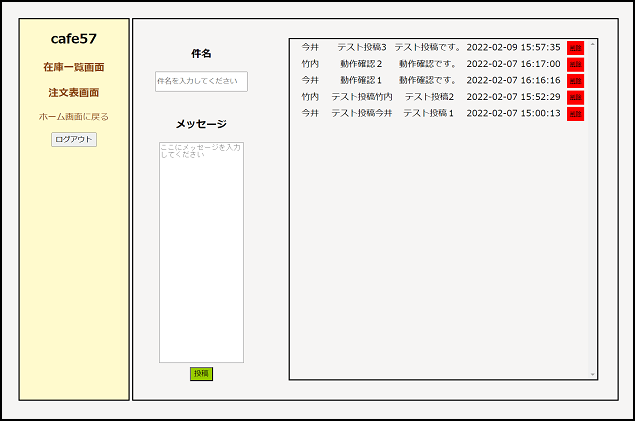 cafe57
在庫一覧画面
注文表画面
ホーム画面に戻る
ログアウト
件名
件名を入力してください
メッセージ
ここにメッセージを入力
してください
投稿
今井 テスト投稿3 テスト投稿です。 2022-02-09 15:57:35 削除
竹内 動作確認２ 動作確認です。 2022-02-07 16:17:00 削除
今井 動作確認１ 動作確認です。 2022-02-07 16:16:16 削除
竹内 テスト投稿竹内 テスト投稿2 2022-02-07 15:52:29 削除
今井 テスト投稿今井 テスト投稿１ 2022-02-07 15:00:13 削除